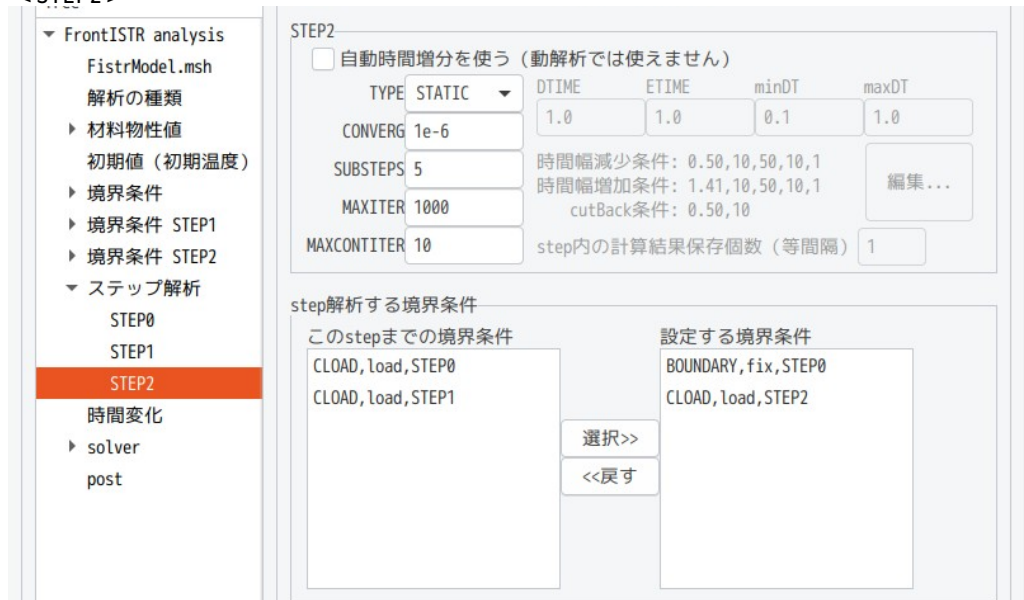 FrontISTR analysis
FistrModel.msh
解析の種類
材料物性値
初期値（初期温度）
境界条件
境界条件 STEP1
境界条件 STEP2
ステップ解析
STEP0
STEP1
STEP2
時間変化
solver
post
STEP2
自動時間増分を使う（動解析では使えません）
TYPE STATIC
DTIME ETIME minDT maxDT
1.0 1.0 0.1 1.0
CONVERG 1e-6
SUBSTEPS 5
MAXITER 1000
MAXCONTITER 10
時間幅減少条件: 0.50,10,50,10,1
時間幅増加条件: 1.41,10,50,10,1
cutBack条件: 0.50,10
編集...
step内の計算結果保存個数（等間隔） 1
step解析する境界条件
このstepまでの境界条件
CLOAD,load,STEP0
CLOAD,load,STEP1
選択>>
<<戻す
設定する境界条件
BOUNDARY,fix,STEP0
CLOAD,load,STEP2